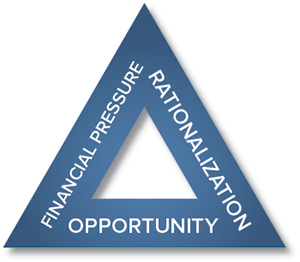 FINANCIAL PRESSURE
RATIONALIZATION
OPPORTUNITY